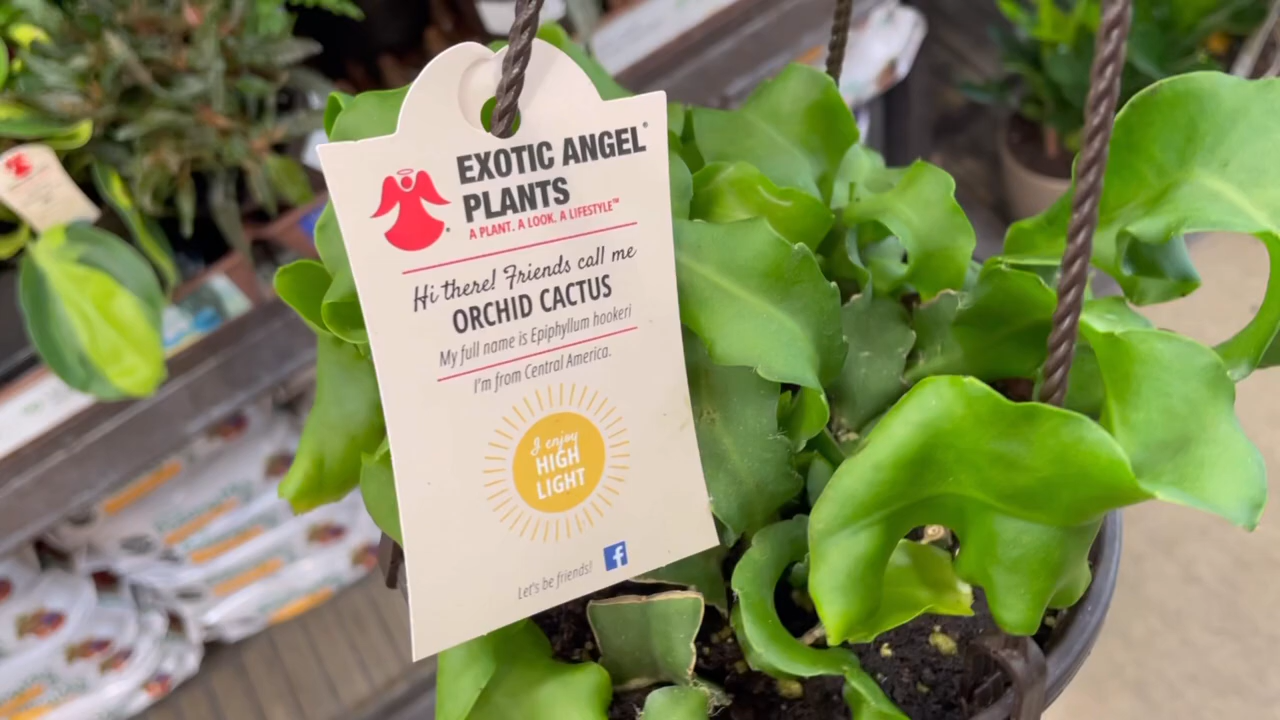 EXOTIC ANGEL®
PLANTS
A PLANT. A LOOK. A LIFESTYLE™
Hi there! Friends call me
ORCHID CACTUS
My full name is Epiphyllum hookeri
I'm from Central America.
I enjoy
HIGH
LIGHT
Let's be friends!